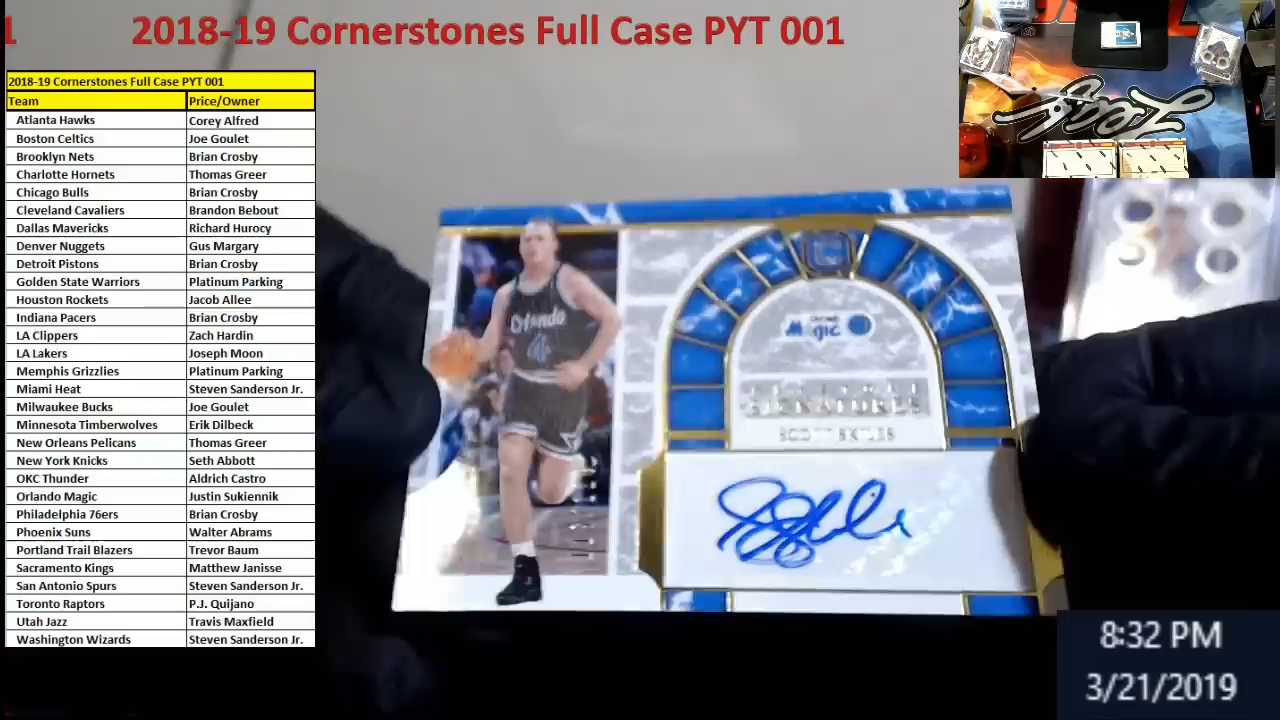 1 2018-19 Cornerstones Full Case PYT 001
2018-19 Cornerstones Full Case PYT 001
Team Price/Owner
Atlanta Hawks Corey Alfred
Boston Celtics Joe Goulet
Brooklyn Nets Brian Crosby
Charlotte Hornets Thomas Greer
Chicago Bulls Brian Crosby
Cleveland Cavaliers Brandon Bebout
Dallas Mavericks Richard Hurocy
Denver Nuggets Gus Margary
Detroit Pistons Brian Crosby
Golden State Warriors Platinum Parking
Houston Rockets Jacob Allee
Indiana Pacers Brian Crosby
LA Clippers Zach Hardin
LA Lakers Joseph Moon
Memphis Grizzlies Platinum Parking
Miami Heat Steven Sanderson Jr.
Milwaukee Bucks Joe Goulet
Minnesota Timberwolves Erik Dilbeck
New Orleans Pelicans Thomas Greer
New York Knicks Seth Abbott
OKC Thunder Aldrich Castro
Orlando Magic Justin Sukiennik
Philadelphia 76ers Brian Crosby
Phoenix Suns Walter Abrams
Portland Trail Blazers Trevor Baum
Sacramento Kings Matthew Janisse
San Antonio Spurs Steven Sanderson Jr.
Toronto Raptors P.J. Quijano
Utah Jazz Travis Maxfield
Washington Wizards Steven Sanderson Jr.
Orlando
4
Magic
SIGNATURES
SCOTT SKILES
8:32 PM
3/21/2019